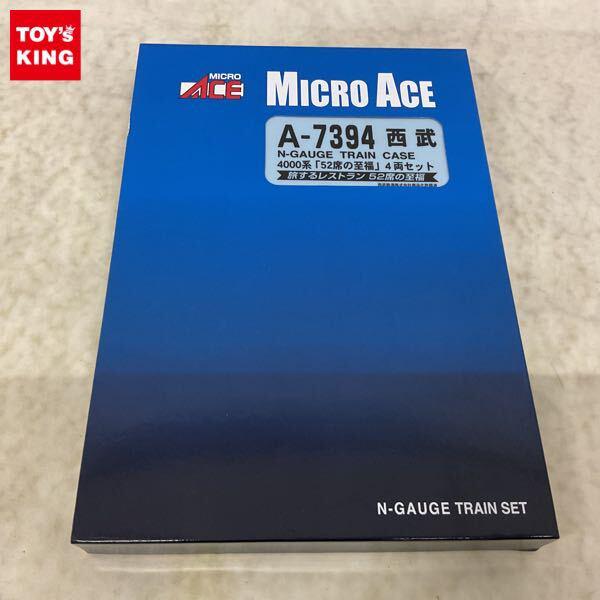 TOY'S
KING
MICRO
ACE
MICRO ACE
A-7394 西武
N-GAUGE TRAIN CASE
4000系「52席の至福」4両セット
旅するレストラン 52席の至福
N-GAUGE TRAIN SET